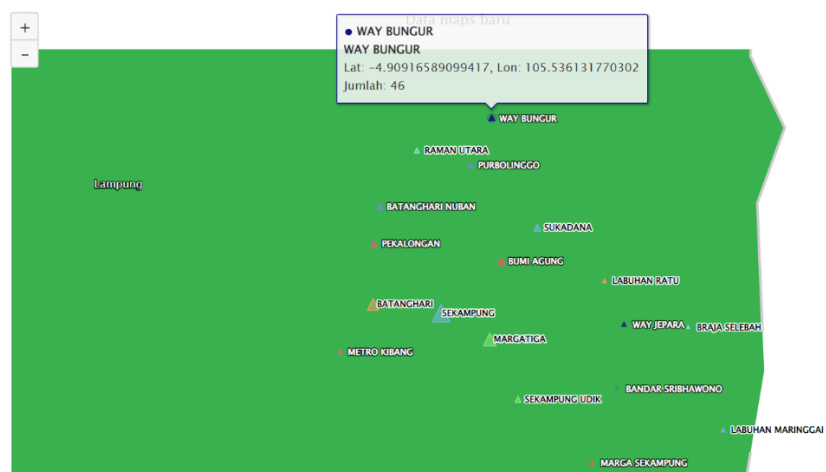 Data maps baru
+
−
● WAY BUNGUR
WAY BUNGUR
Lat: -4.90916589099417, Lon: 105.536131770302
Jumlah: 46
WAY BUNGUR
RAMAN UTARA
PURBOLINGGO
Lampung
BATANGHARI NUBAN
SUKADANA
PEKALONGAN
BUMI AGUNG
LABUHAN RATU
BATANGHARI
SEKAMPUNG
WAY JEPARA
BRAJA SELEBAH
MARGATIGA
METRO KIBANG
BANDAR SRIBHAWONO
SEKAMPUNG UDIK
LABUHAN MARINGGAI
MARGA SEKAMPUNG